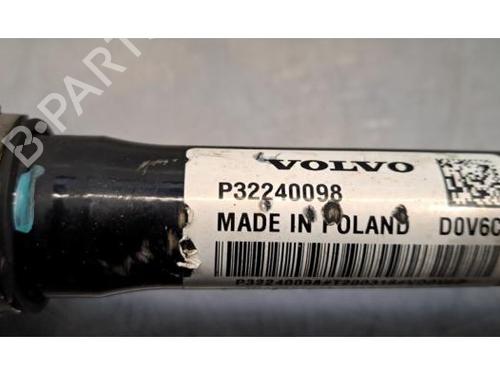 B-PARTS
VOLVO
P32240098
MADE IN POLAND D0V6C